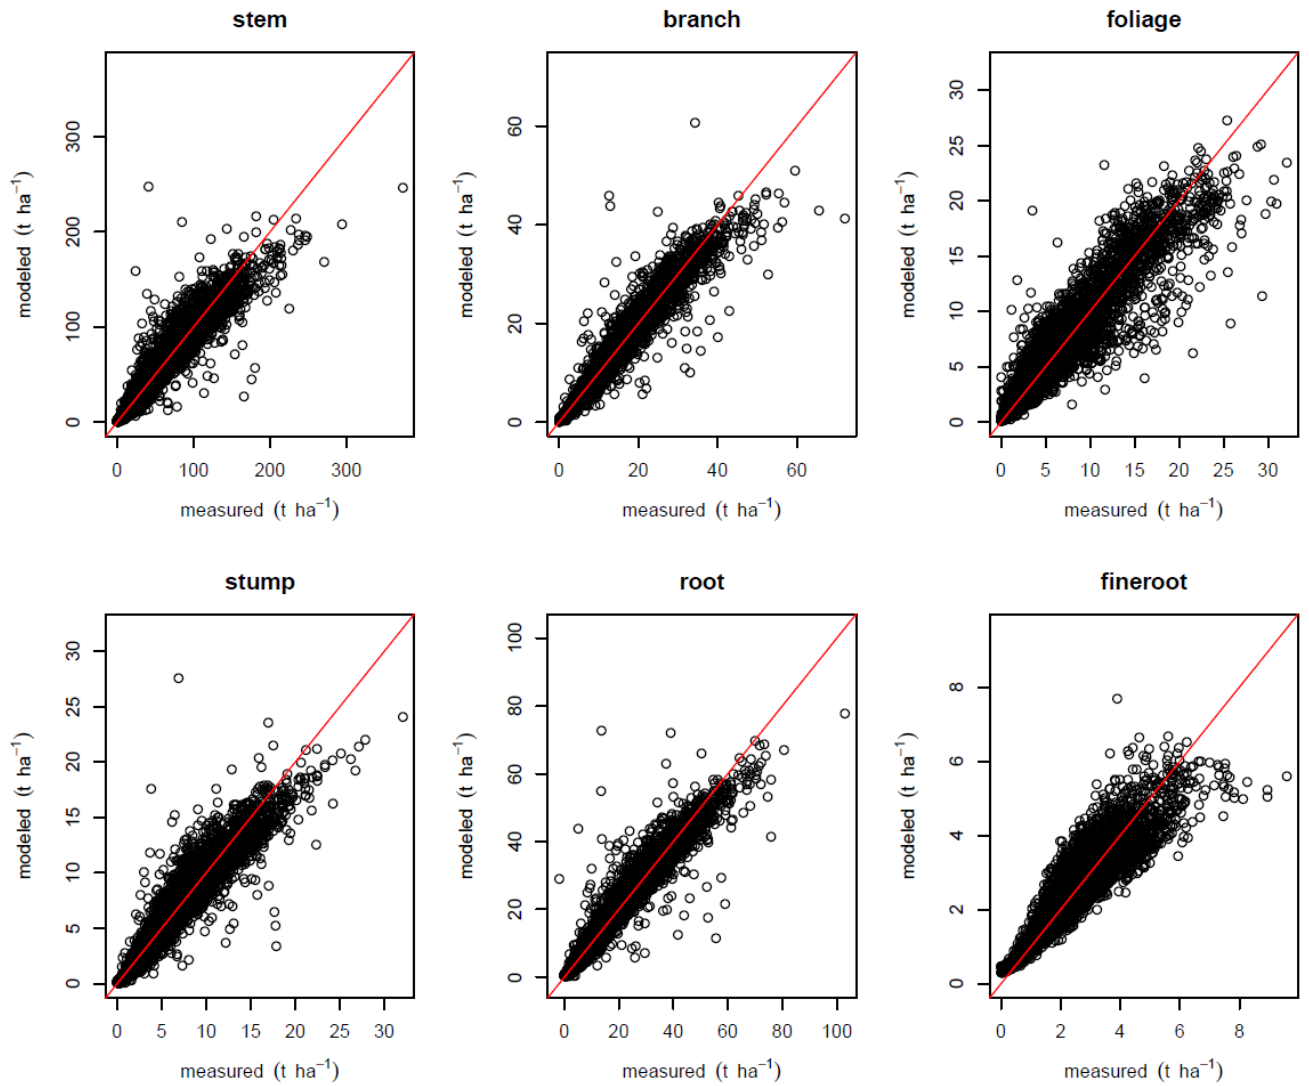 stem
branch
foliage
modeled (t ha⁻¹)
0 100 200 300
0 100 200 300
measured (t ha⁻¹)
modeled (t ha⁻¹)
0 20 40 60
0 20 40 60
measured (t ha⁻¹)
modeled (t ha⁻¹)
0 5 10 15 20 25 30
0 5 10 15 20 25 30
measured (t ha⁻¹)
stump
root
fineroot
modeled (t ha⁻¹)
0 5 10 15 20 25 30
0 5 10 15 20 25 30
measured (t ha⁻¹)
modeled (t ha⁻¹)
0 20 40 60 80 100
0 20 40 60 80 100
measured (t ha⁻¹)
modeled (t ha⁻¹)
0 2 4 6 8
0 2 4 6 8
measured (t ha⁻¹)